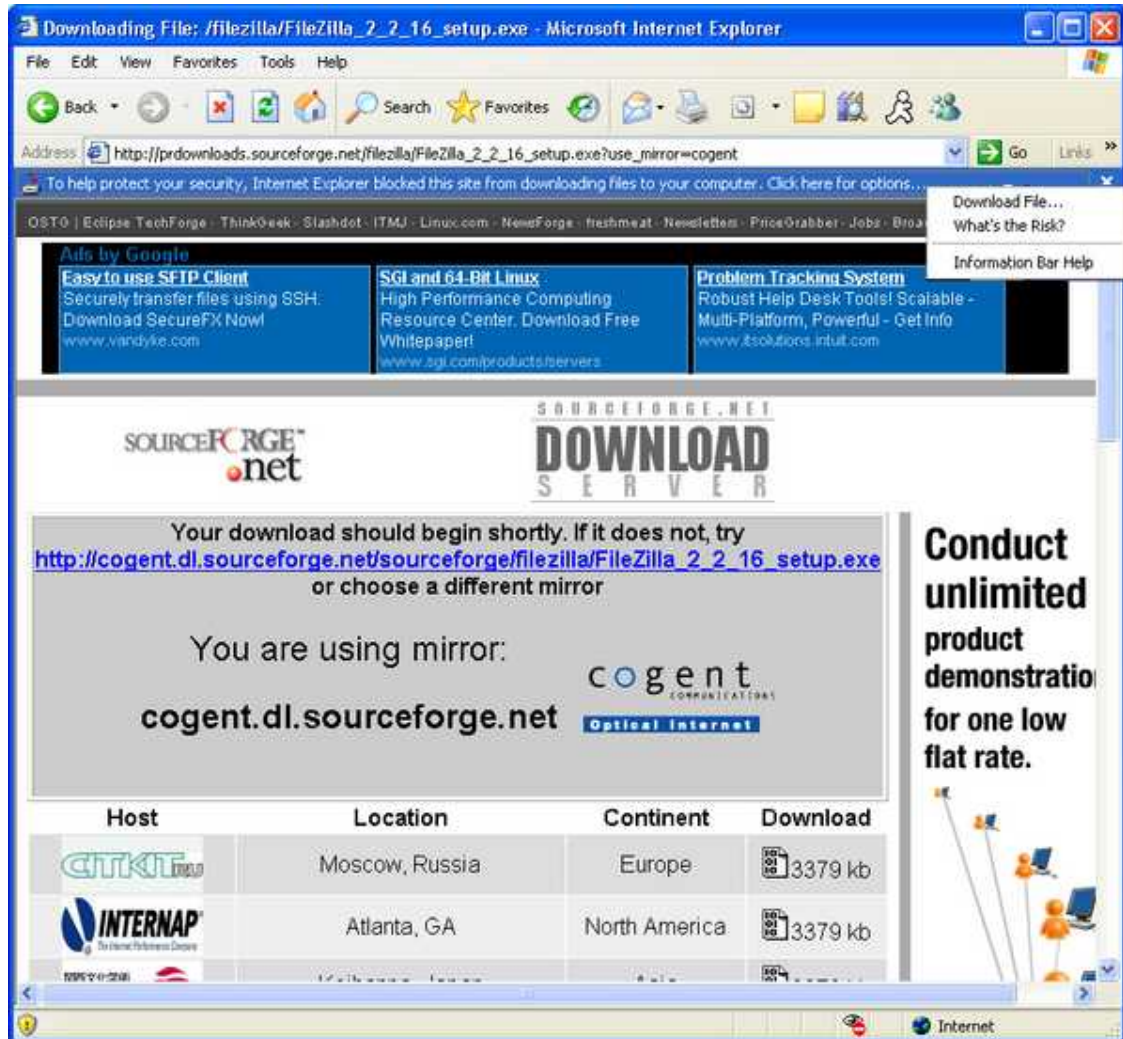 Downloading File: /filezilla/FileZilla_2_2_16_setup.exe - Microsoft Internet Explorer
File Edit View Favorites Tools Help
Back Search Favorites
Address http://prdownloads.sourceforge.net/filezilla/FileZilla_2_2_16_setup.exe?use_mirror=cogent Go Links »
To help protect your security, Internet Explorer blocked this site from downloading files to your computer. Click here for options...
Download File...
What's the Risk?
Information Bar Help
OSTG | Eclipse TechForge · ThinkGeek · Slashdot · ITMJ · Linux.com · NewsForge · freshmeat · Newsletters · PriceGrabber · Jobs ·
Ads by Google
Easy to use SFTP Client
Securely transfer files using SSH.
Download SecureFX Now!
www.vandyke.com
SGI and 64-Bit Linux
High Performance Computing
Resource Center. Download Free
Whitepaper!
www.sgi.com/products/servers
Problem Tracking System
Robust Help Desk Tools! Scalable -
Multi-Platform, Powerful - Get Info
www.itsolutions.intuit.com
SOURCEFORGE™
.net
SOURCEFORGE.NET
DOWNLOAD
SERVER
Your download should begin shortly. If it does not, try
http://cogent.dl.sourceforge.net/sourceforge/filezilla/FileZilla_2_2_16_setup.exe
or choose a different mirror
You are using mirror:
cogent.dl.sourceforge.net
cogent
COMMUNICATIONS
Optical Internet
Conduct
unlimited
product
demonstratio
for one low
flat rate.
Host Location Continent Download
CITKIT Moscow, Russia Europe 3379 kb
INTERNAP Atlanta, GA North America 3379 kb
The Internet Performance Company
Internet